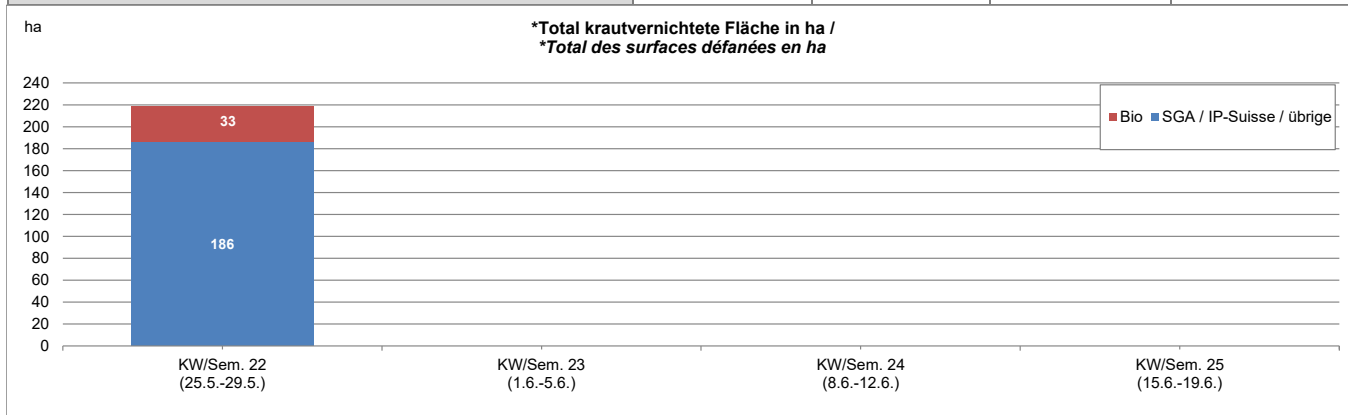 ha
*Total krautvernichtete Fläche in ha /
*Total des surfaces défanées en ha
240
220
200
180
160
140
120
100
80
60
40
20
0
33
186
Bio SGA / IP-Suisse / übrige
KW/Sem. 22
(25.5.-29.5.)
KW/Sem. 23
(1.6.-5.6.)
KW/Sem. 24
(8.6.-12.6.)
KW/Sem. 25
(15.6.-19.6.)